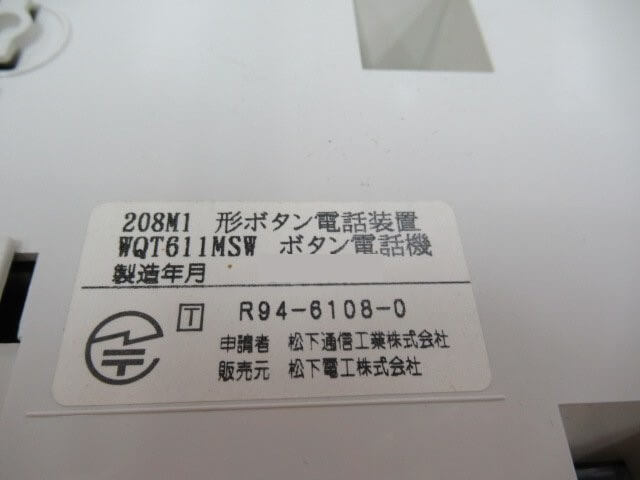 208M1 形ボタン電話装置
WQT611MSW ボタン電話機
製造年月
T R94-6108-0
申請者 松下通信工業株式会社
販売元 松下電工株式会社